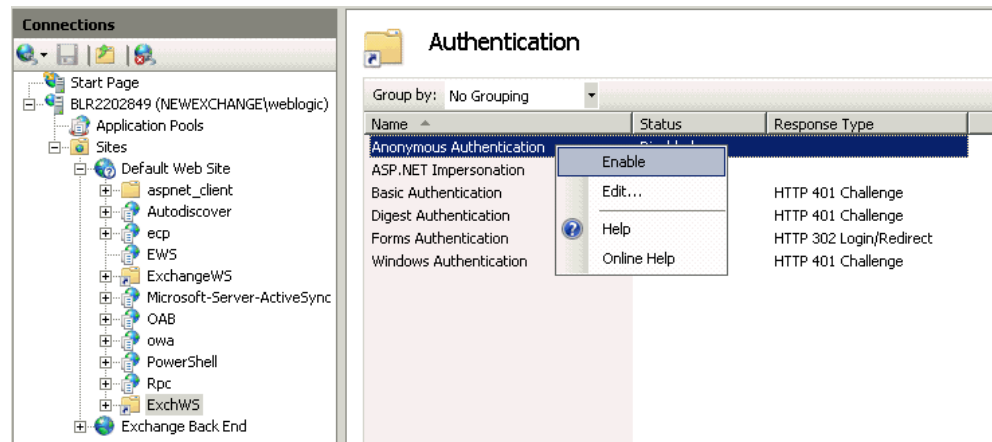 Connections
Start Page
BLR2202849 (NEWEXCHANGE\weblogic)
Application Pools
Sites
Default Web Site
aspnet_client
Autodiscover
ecp
EWS
ExchangeWS
Microsoft-Server-ActiveSync
OAB
owa
PowerShell
Rpc
ExchWS
Exchange Back End
Authentication
Group by: No Grouping
Name Status Response Type
Anonymous Authentication
ASP.NET Impersonation
Basic Authentication HTTP 401 Challenge
Digest Authentication HTTP 401 Challenge
Forms Authentication HTTP 302 Login/Redirect
Windows Authentication HTTP 401 Challenge
Enable
Edit...
Help
Online Help